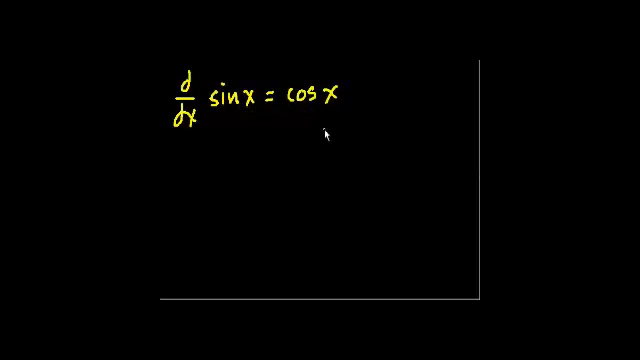 d/dx sin x = cos x